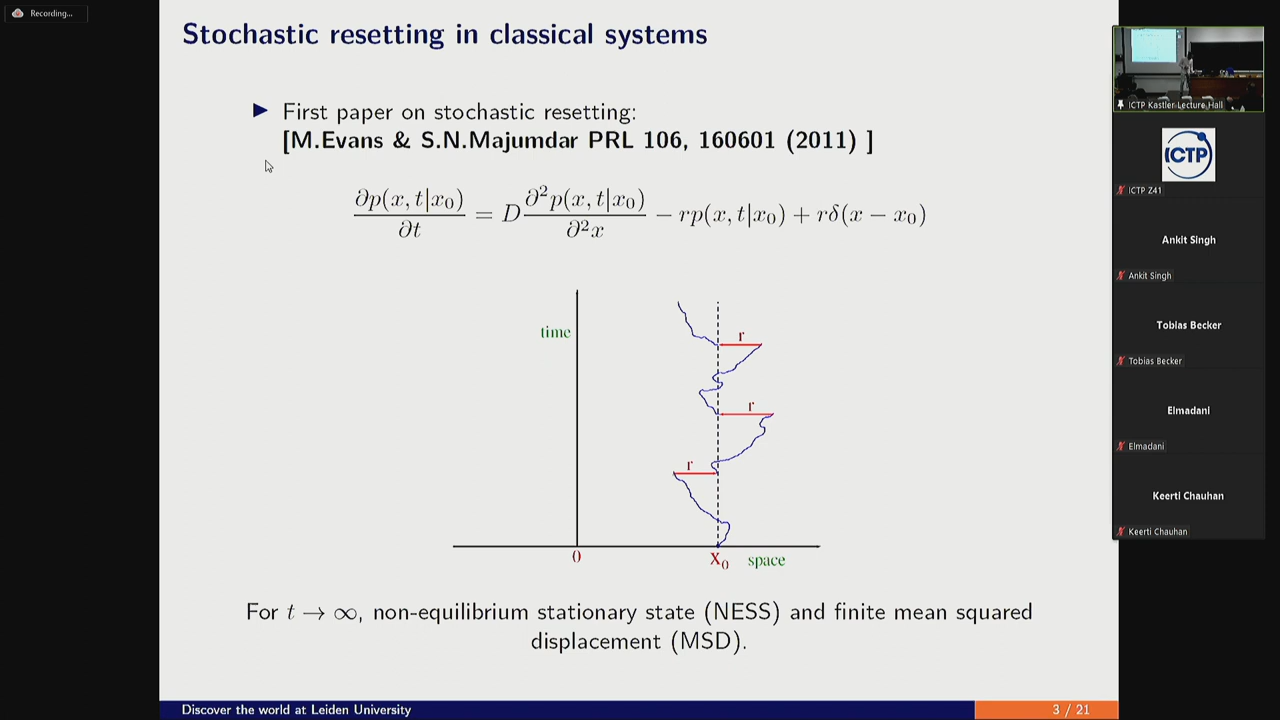 Recording...
Stochastic resetting in classical systems
▶ First paper on stochastic resetting:
[M.Evans & S.N.Majumdar PRL 106, 160601 (2011) ]
∂p(x, t|x₀)/∂t = D ∂²p(x, t|x₀)/∂²x − rp(x, t|x₀) + rδ(x − x₀)
time
r
r
r
0
X₀
space
For t → ∞, non-equilibrium stationary state (NESS) and finite mean squared
displacement (MSD).
Discover the world at Leiden University
3 / 21
ICTP Kastler Lecture Hall
ICTP
ICTP Z41
Ankit Singh
Ankit Singh
Tobias Becker
Tobias Becker
Elmadani
Elmadani
Keerti Chauhan
Keerti Chauhan